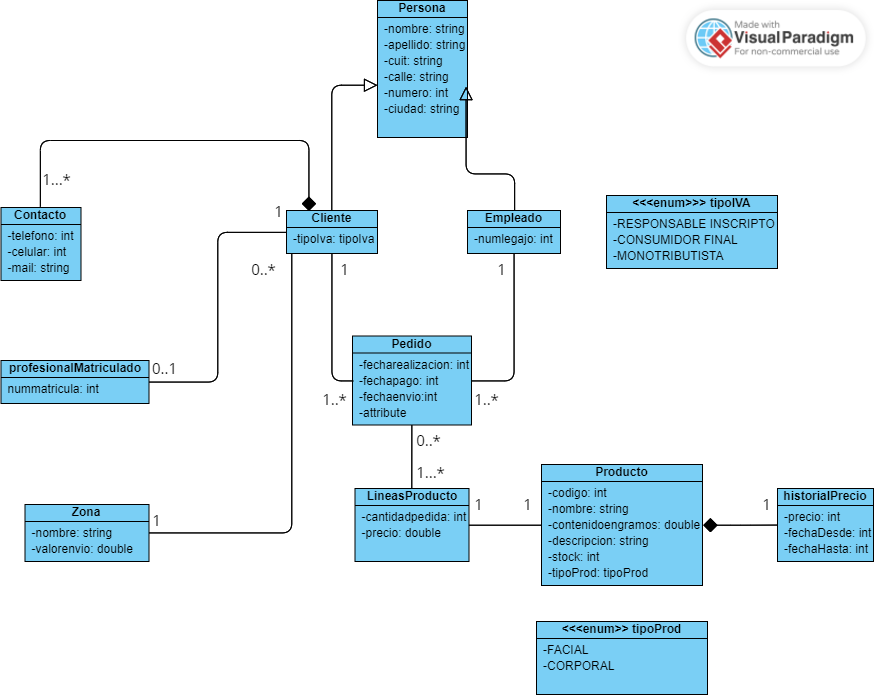 Persona
-nombre: string
-apellido: string
-cuit: string
-calle: string
-numero: int
-ciudad: string
Made with
VisualParadigm
For non-commercial use
1...*
Contacto
-telefono: int
-celular: int
-mail: string
1
Cliente
-tipoIva: tipoIva
0..*
1
Empleado
-numlegajo: int
1
<<<enum>>> tipoIVA
-RESPONSABLE INSCRIPTO
-CONSUMIDOR FINAL
-MONOTRIBUTISTA
profesionalMatriculado
nummatricula: int
0..1
Pedido
-fecharealizacion: int
-fechapago: int
-fechaenvio:int
-attribute
1..*
1..*
0..*
1...*
Zona
-nombre: string
-valorenvio: double
1
LineasProducto
-cantidadpedida: int
-precio: double
1
1
Producto
-codigo: int
-nombre: string
-contenidoengramos: double
-descripcion: string
-stock: int
-tipoProd: tipoProd
1
historialPrecio
-precio: int
-fechaDesde: int
-fechaHasta: int
<<<enum>> tipoProd
-FACIAL
-CORPORAL